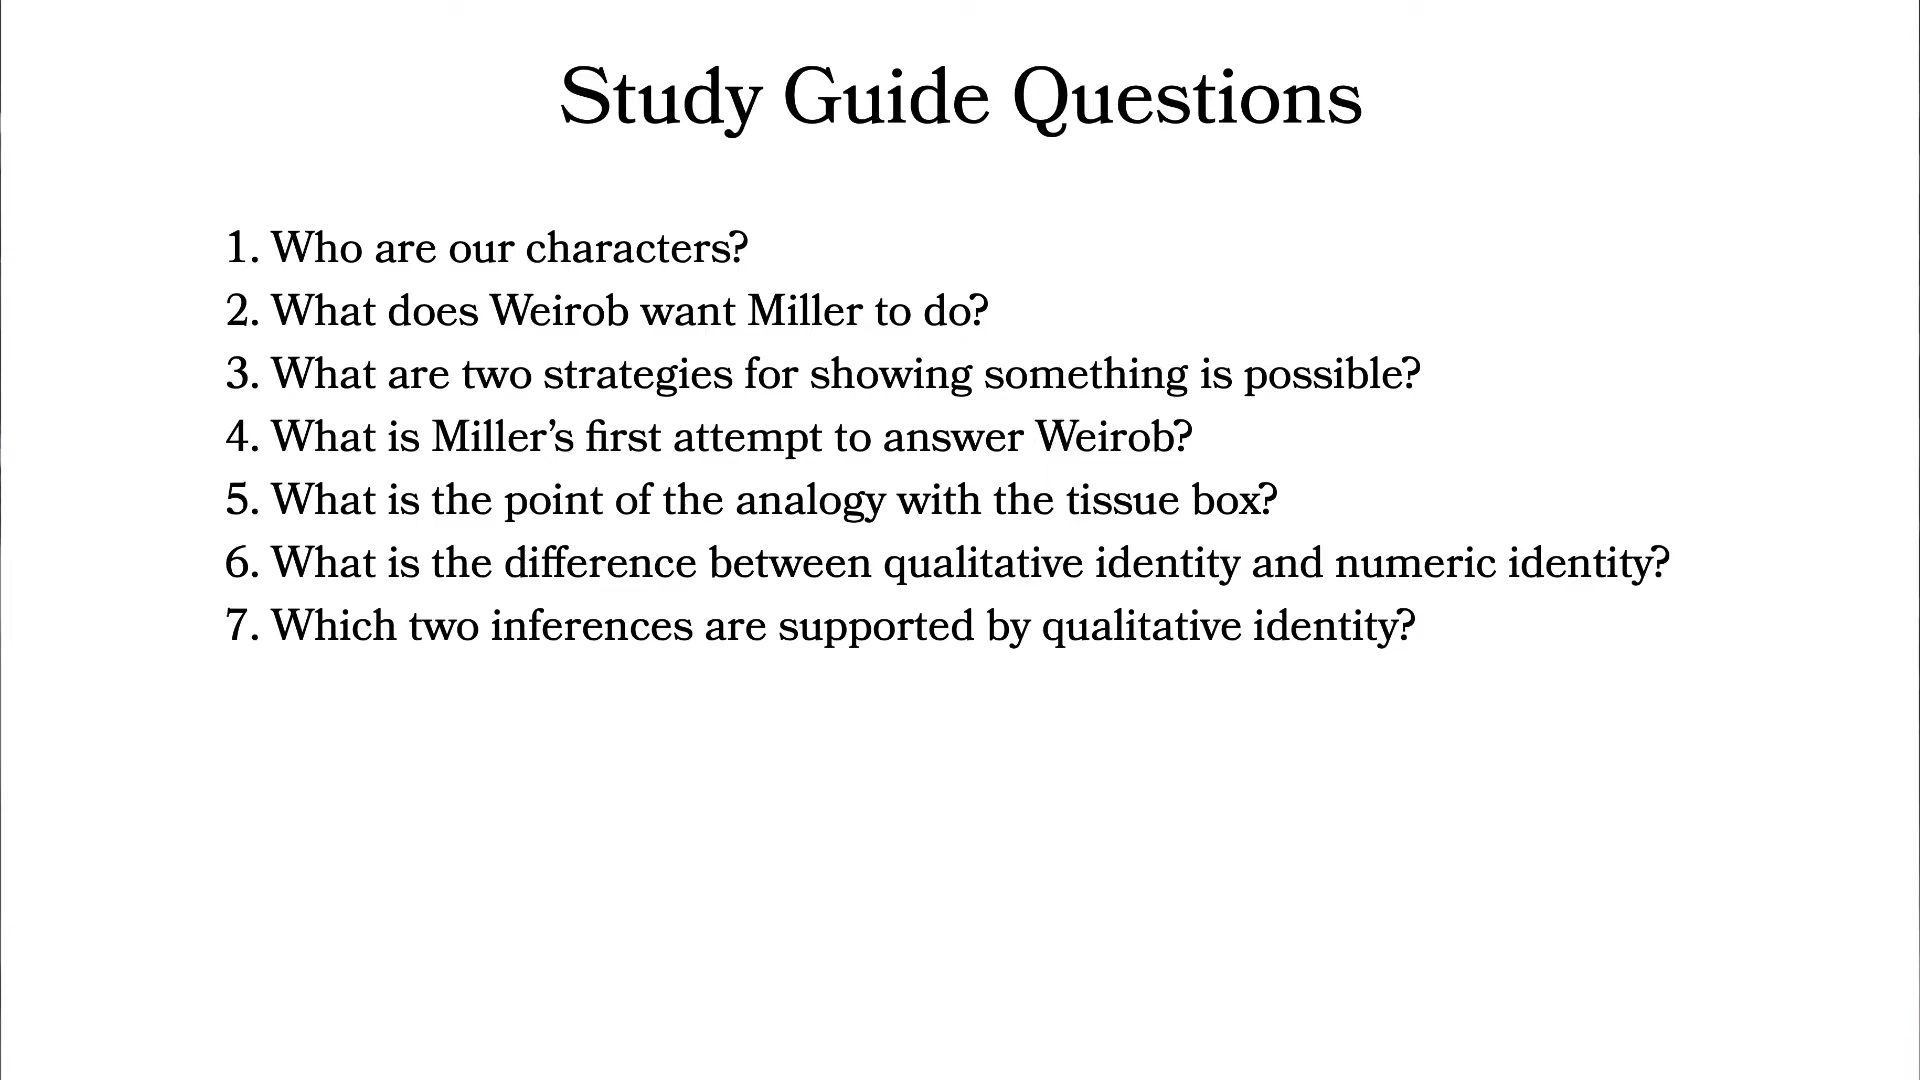 Study Guide Questions
1. Who are our characters?
2. What does Weirob want Miller to do?
3. What are two strategies for showing something is possible?
4. What is Miller’s first attempt to answer Weirob?
5. What is the point of the analogy with the tissue box?
6. What is the difference between qualitative identity and numeric identity?
7. Which two inferences are supported by qualitative identity?